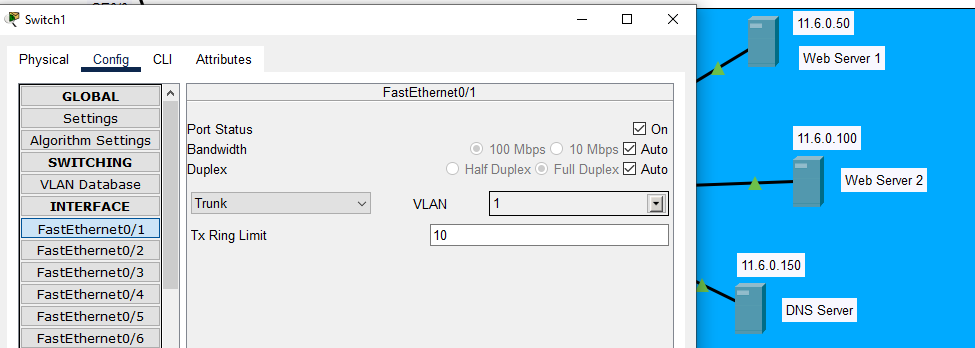 Switch1
Physical Config CLI Attributes
GLOBAL
Settings
Algorithm Settings
SWITCHING
VLAN Database
INTERFACE
FastEthernet0/1
FastEthernet0/2
FastEthernet0/3
FastEthernet0/4
FastEthernet0/5
FastEthernet0/6
FastEthernet0/1
Port Status On
Bandwidth 100 Mbps 10 Mbps Auto
Duplex Half Duplex Full Duplex Auto
Trunk VLAN 1
Tx Ring Limit 10
11.6.0.50
Web Server 1
11.6.0.100
Web Server 2
11.6.0.150
DNS Server